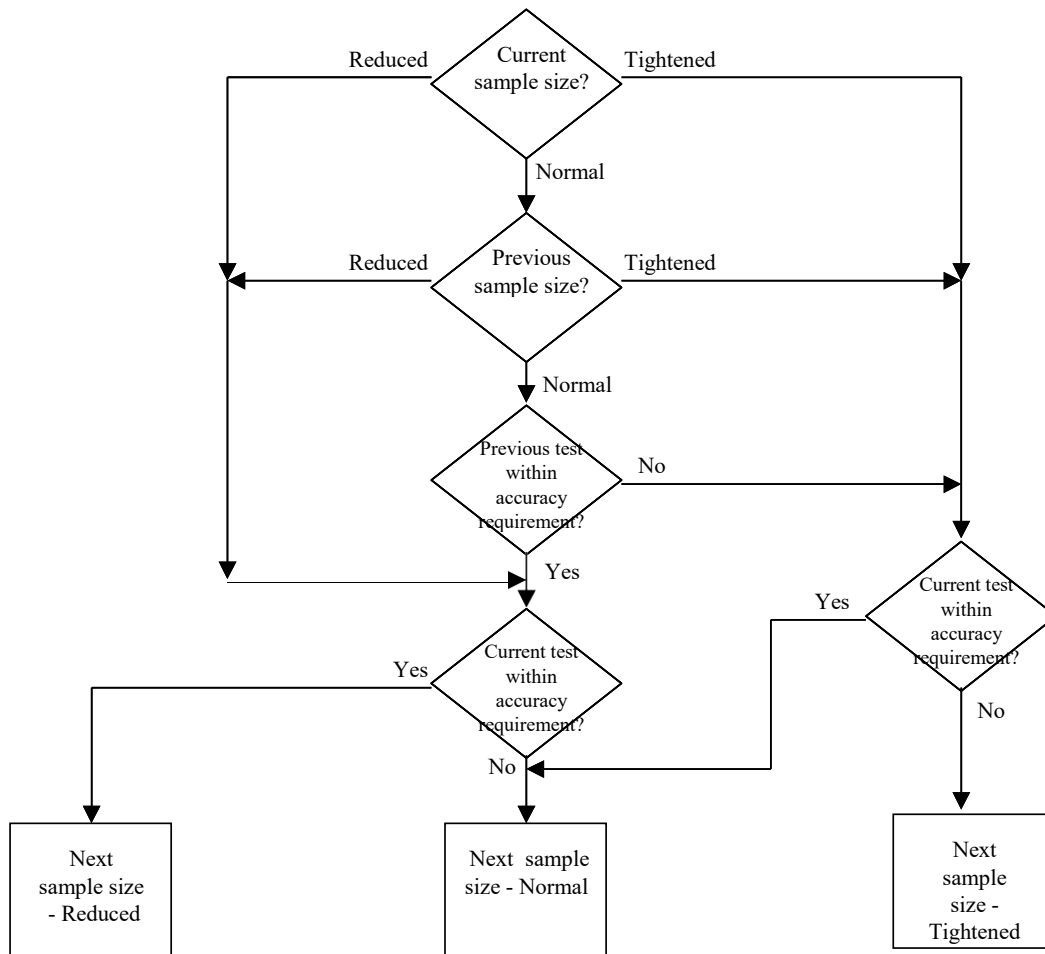 Reduced
Current
sample size?
Tightened
Normal
Reduced
Previous
sample size?
Tightened
Normal
Previous test
within
accuracy
requirement?
No
Yes
Current test
within
accuracy
requirement?
Yes
No
Yes
Current test
within
accuracy
requirement?
No
Next
sample size
- Reduced
Next sample
size - Normal
Next
sample
size -
Tightened